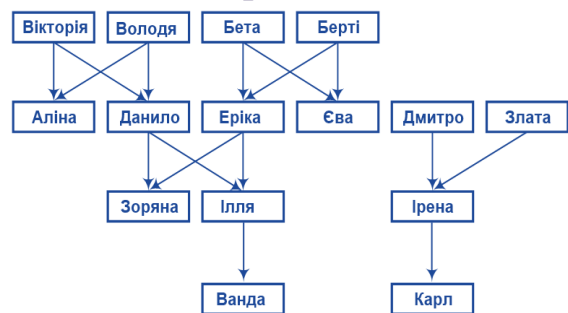 Вікторія Володя Бета Берті
Аліна Данило Еріка Єва Дмитро Злата
Зоряна Ілля Ірена
Ванда Карл